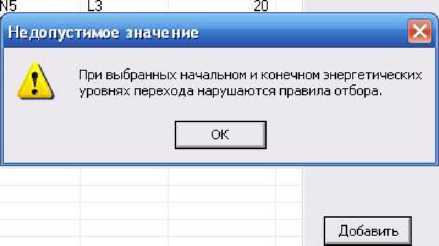 N5 L3 20
Недопустимое значение
При выбранных начальном и конечном энергетических
уровнях перехода нарушаются правила отбора.
OK
Добавить